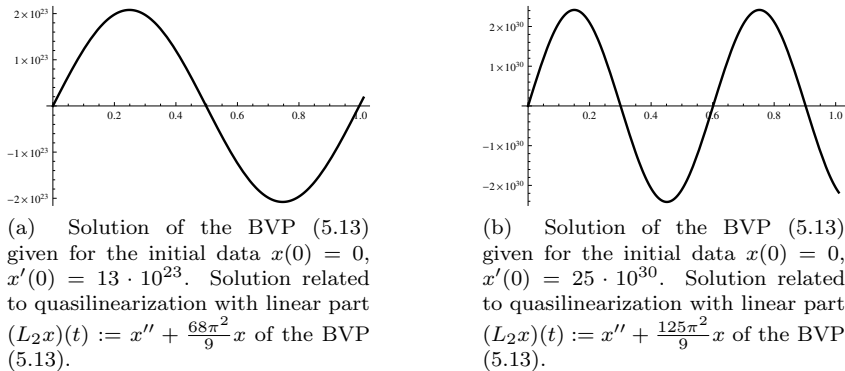 2×10^23
1×10^23
-1×10^23
-2×10^23
0.2 0.4 0.6 0.8 1.0
(a) Solution of the BVP (5.13)
given for the initial data x(0) = 0,
x′(0) = 13 · 10^23. Solution related
to quasilinearization with linear part
(L₂x)(t) := x′′ + 68π²/9 x of the BVP
(5.13).
2×10^30
1×10^30
-1×10^30
-2×10^30
0.2 0.4 0.6 0.8 1.0
(b) Solution of the BVP (5.13)
given for the initial data x(0) = 0,
x′(0) = 25 · 10^30. Solution related
to quasilinearization with linear part
(L₂x)(t) := x′′ + 125π²/9 x of the BVP
(5.13).